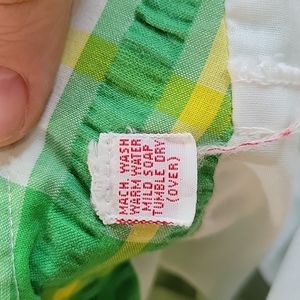 MACH. WASH
WARM WATER
MILD SOAP
TUMBLE DRY
(OVER)